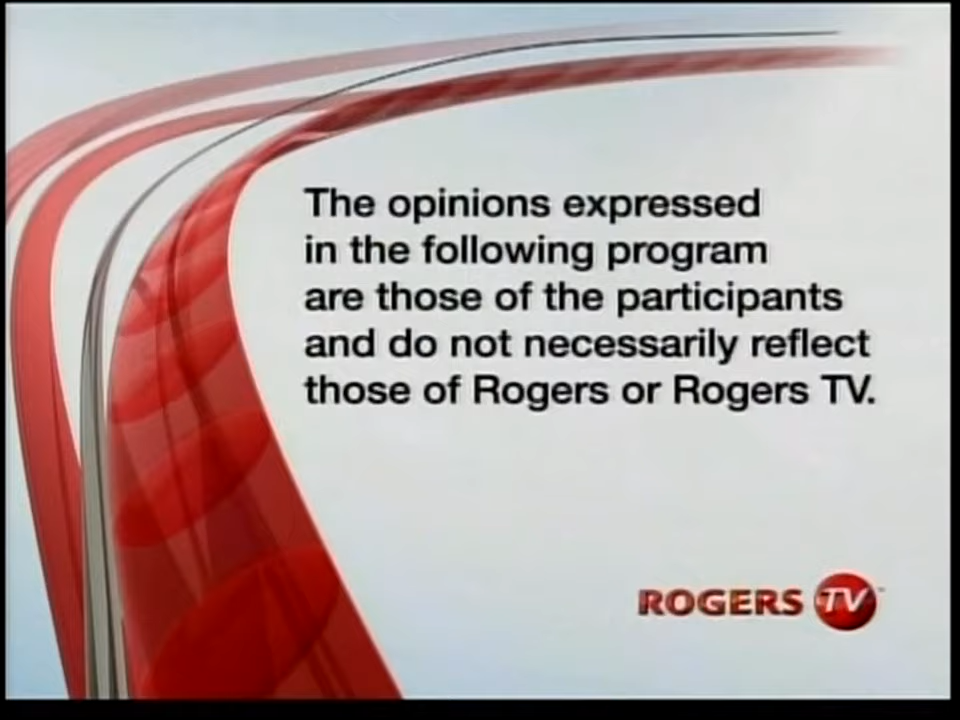 The opinions expressed
in the following program
are those of the participants
and do not necessarily reflect
those of Rogers or Rogers TV.
ROGERS TV